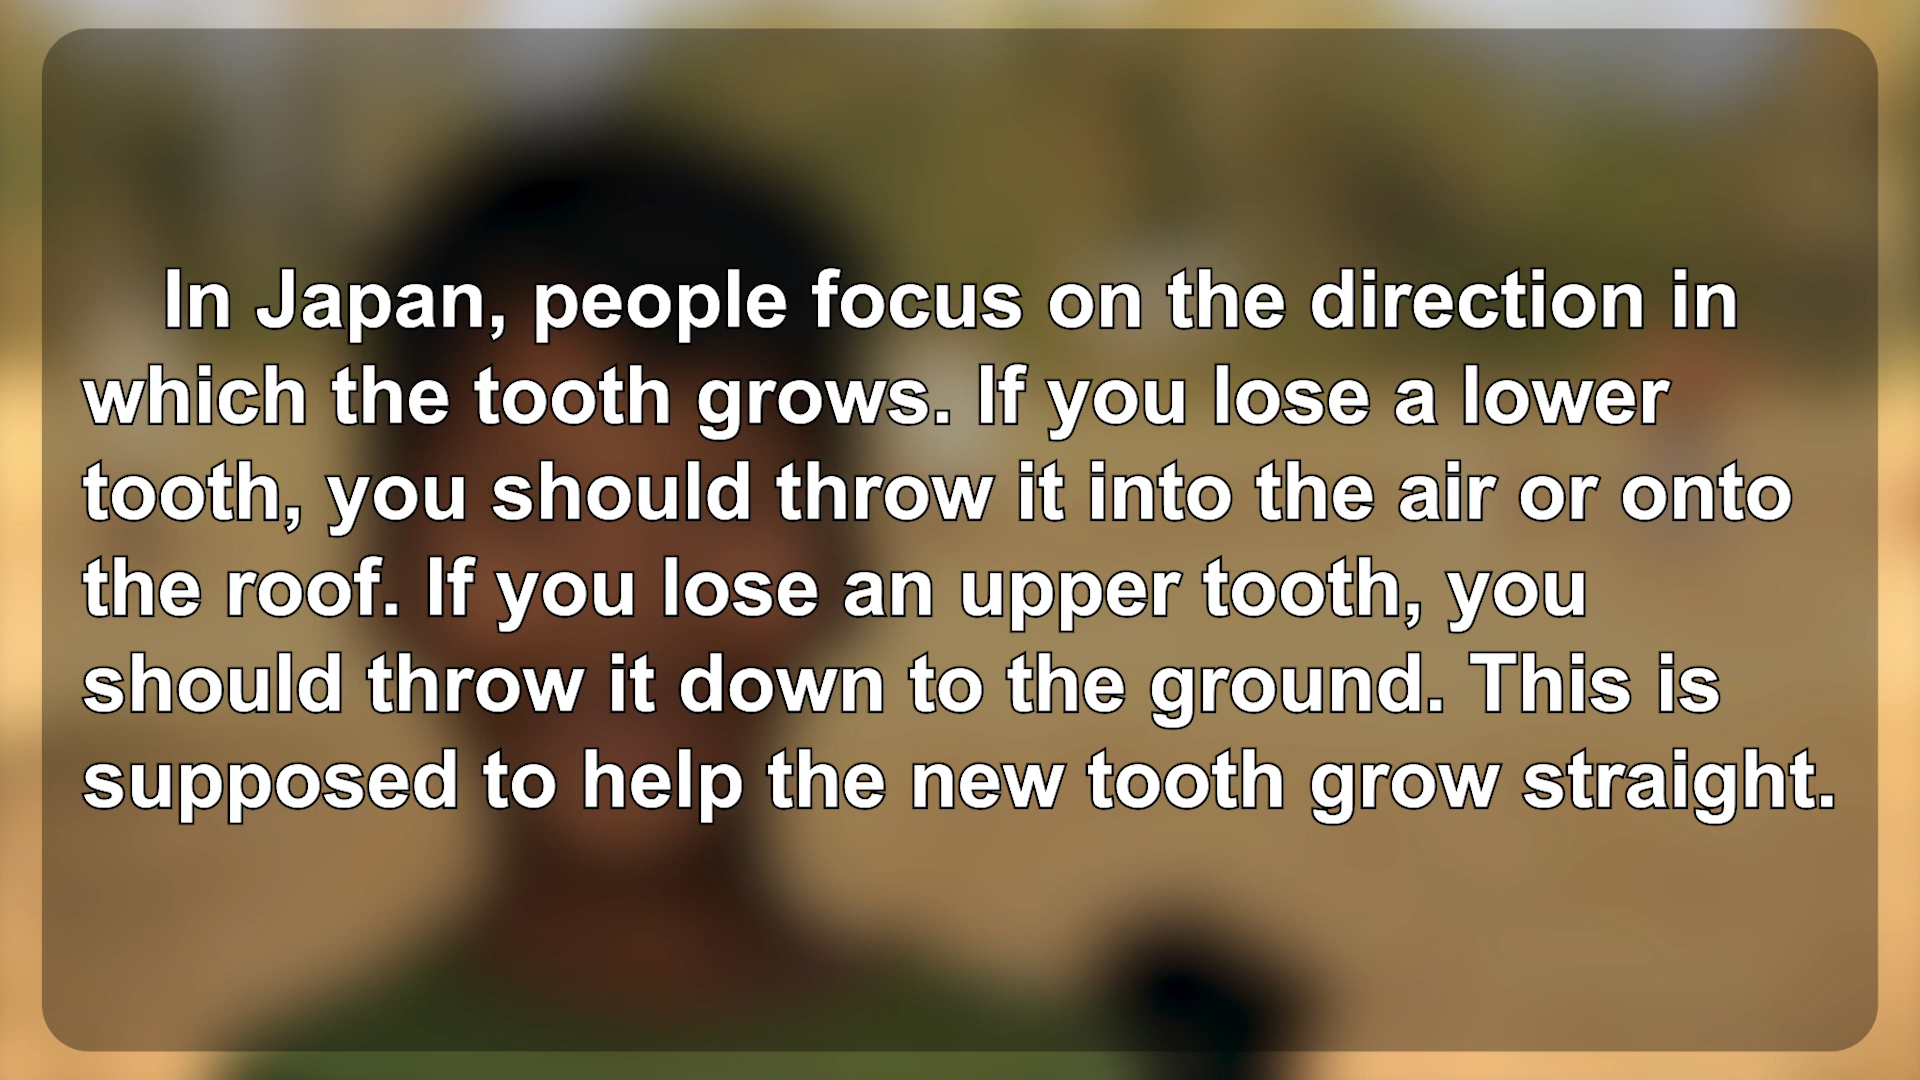 In Japan, people focus on the direction in
which the tooth grows. If you lose a lower
tooth, you should throw it into the air or onto
the roof. If you lose an upper tooth, you
should throw it down to the ground. This is
supposed to help the new tooth grow straight.